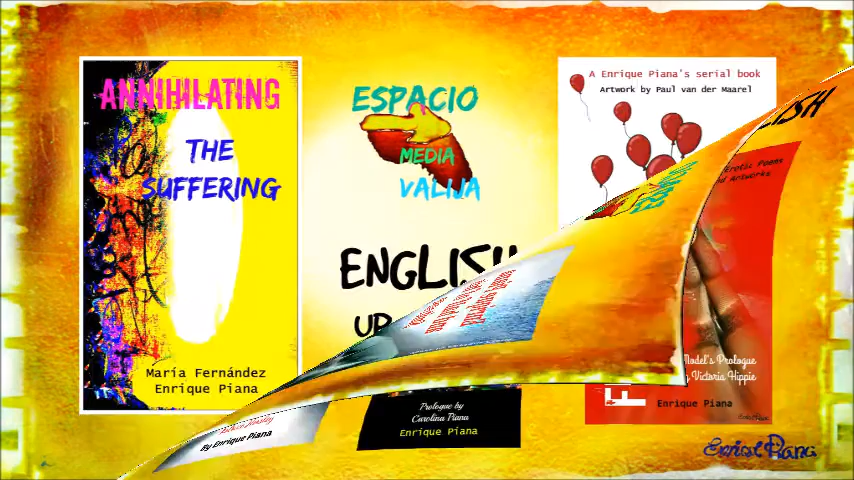 ANNIHILATING
THE
SUFFERING
María Fernández
Enrique Piana
ESPACIO
MEDIA
VALIJA
ENGLISH
UP
A Enrique Piana's serial book
Artwork by Paul van der Maarel
LISH
Erotic Poems
Artworks
Model's Prologue
Victoria Hippie
Enrique Piana
By Enrique Piana
Prologue by
Carolina Piana
Enrique Piana